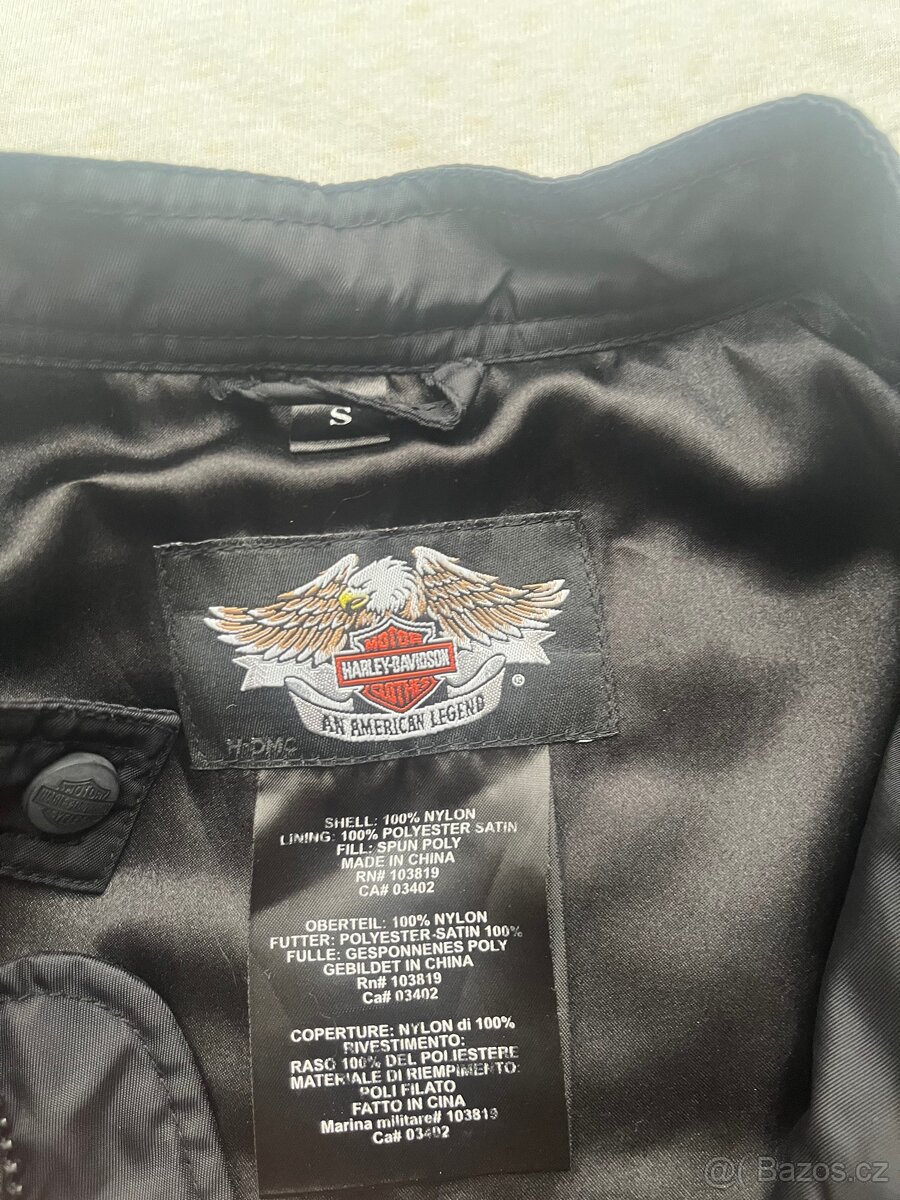 S
MOTOR
HARLEY-DAVIDSON
CLOTHES
®
AN AMERICAN LEGEND
H-DMC
SHELL: 100% NYLON
LINING: 100% POLYESTER SATIN
FILL: SPUN POLY
MADE IN CHINA
RN# 103819
CA# 03402
OBERTEIL: 100% NYLON
FUTTER: POLYESTER-SATIN 100%
FULLE: GESPONNENES POLY
GEBILDET IN CHINA
Rn# 103819
Ca# 03402
COPERTURE: NYLON di 100%
RIVESTIMENTO:
RASO 100% DEL POLIESTERE
MATERIALE DI RIEMPIMENTO:
POLI FILATO
FATTO IN CINA
Marina militare# 103819
Ca# 03402
@( Bazos.cz